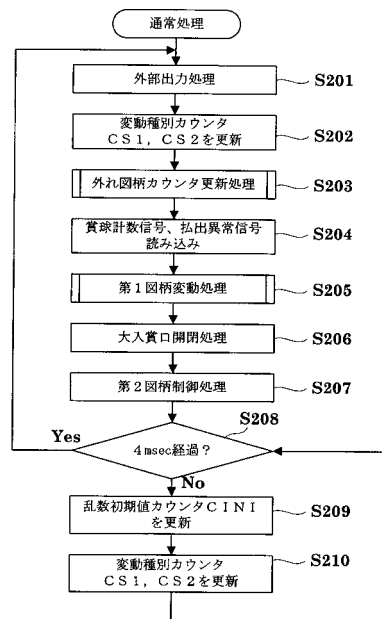 通常処理
外部出力処理
S201
変動種別カウンタ
CS1，CS2を更新
S202
外れ図柄カウンタ更新処理
S203
賞球計数信号、払出異常信号
読み込み
S204
第1図柄変動処理
S205
大入賞口開閉処理
S206
第2図柄制御処理
S207
S208
Yes
4msec経過？
No
乱数初期値カウンタCINI
を更新
S209
変動種別カウンタ
CS1，CS2を更新
S210